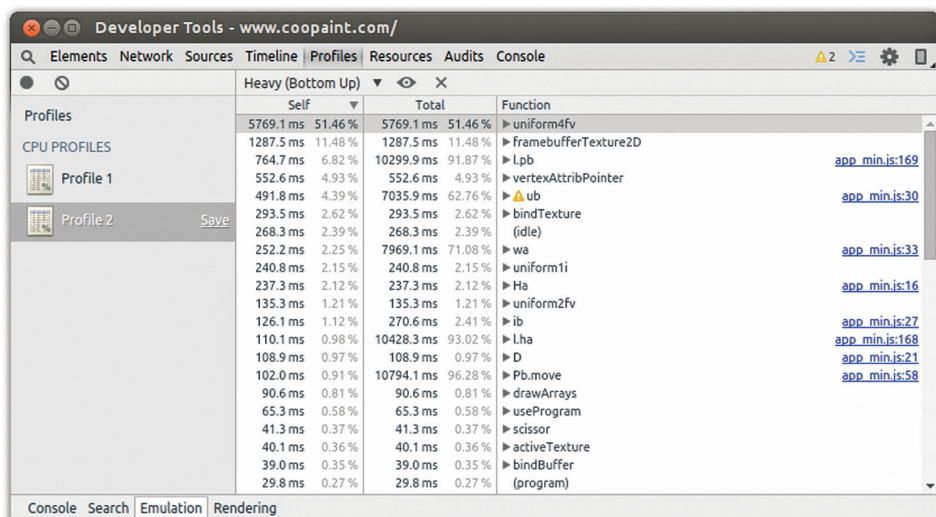 Developer Tools - www.coopaint.com/
Elements Network Sources Timeline Profiles Resources Audits Console 2
Heavy (Bottom Up)
Profiles
CPU PROFILES
Profile 1
Profile 2 Save
Self Total Function
5769.1 ms 51.46 % 5769.1 ms 51.46 % uniform4fv
1287.5 ms 11.48 % 1287.5 ms 11.48 % framebufferTexture2D
764.7 ms 6.82 % 10299.9 ms 91.87 % l.pb app_min.js:169
552.6 ms 4.93 % 552.6 ms 4.93 % vertexAttribPointer
491.8 ms 4.39 % 7035.9 ms 62.76 % ub app_min.js:30
293.5 ms 2.62 % 293.5 ms 2.62 % bindTexture
268.3 ms 2.39 % 268.3 ms 2.39 % (idle)
252.2 ms 2.25 % 7969.1 ms 71.08 % wa app_min.js:33
240.8 ms 2.15 % 240.8 ms 2.15 % uniform1i
237.3 ms 2.12 % 237.3 ms 2.12 % Ha app_min.js:16
135.3 ms 1.21 % 135.3 ms 1.21 % uniform2fv
126.1 ms 1.12 % 270.6 ms 2.41 % ib app_min.js:27
110.1 ms 0.98 % 10428.3 ms 93.02 % l.ha app_min.js:168
108.9 ms 0.97 % 108.9 ms 0.97 % D app_min.js:21
102.0 ms 0.91 % 10794.1 ms 96.28 % Pb.move app_min.js:58
90.6 ms 0.81 % 90.6 ms 0.81 % drawArrays
65.3 ms 0.58 % 65.3 ms 0.58 % useProgram
41.3 ms 0.37 % 41.3 ms 0.37 % scissor
40.1 ms 0.36 % 40.1 ms 0.36 % activeTexture
39.0 ms 0.35 % 39.0 ms 0.35 % bindBuffer
29.8 ms 0.27 % 29.8 ms 0.27 % (program)
Console Search Emulation Rendering